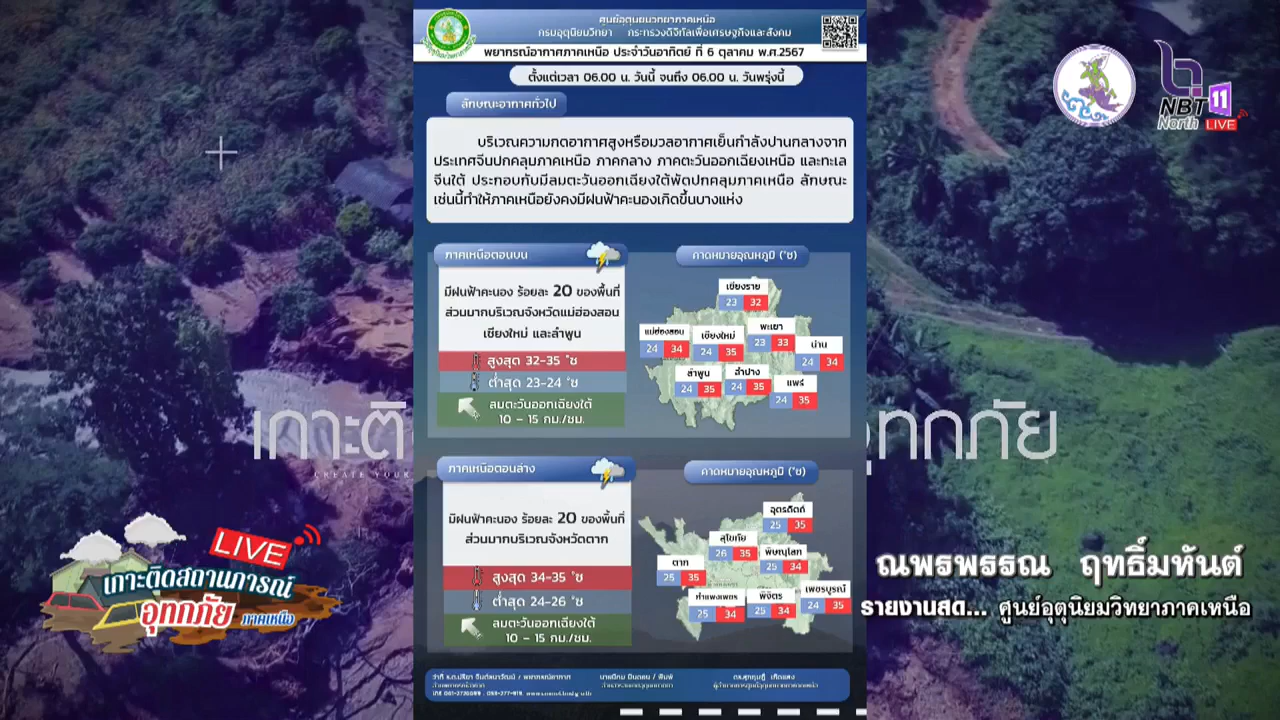 ศูนย์อุตุนิยมวิทยาภาคเหนือ
กรมอุตุนิยมวิทยา กระทรวงดิจิทัลเพื่อเศรษฐกิจและสังคม
พยากรณ์อากาศภาคเหนือ ประจำวันอาทิตย์ ที่ 6 ตุลาคม พ.ศ.2567
ตั้งแต่เวลา 06.00 น. วันนี้ จนถึง 06.00 น. วันพรุ่งนี้
ลักษณะอากาศทั่วไป
บริเวณความกดอากาศสูงหรือมวลอากาศเย็นกำลังปานกลางจาก
ประเทศจีนปกคลุมภาคเหนือ ภาคกลาง ภาคตะวันออกเฉียงเหนือ และทะเล
จีนใต้ ประกอบกับมีลมตะวันออกเฉียงใต้พัดปกคลุมภาคเหนือ ลักษณะ
เช่นนี้ทำให้ภาคเหนือยังคงมีฝนฟ้าคะนองเกิดขึ้นบางแห่ง
ภาคเหนือตอนบน
มีฝนฟ้าคะนอง ร้อยละ 20 ของพื้นที่
ส่วนมากบริเวณจังหวัดแม่ฮ่องสอน
เชียงใหม่ และลำพูน
สูงสุด 32-35 °ซ
ต่ำสุด 23-24 °ซ
ลมตะวันออกเฉียงใต้
10 – 15 กม./ชม.
คาดหมายอุณหภูมิ (°ซ)
เชียงราย
23 32
แม่ฮ่องสอน
24 34
เชียงใหม่
24 35
พะเยา
23 33
น่าน
24 34
ลำพูน
24 35
ลำปาง
24 35
แพร่
24 35
ภาคเหนือตอนล่าง
มีฝนฟ้าคะนอง ร้อยละ 20 ของพื้นที่
ส่วนมากบริเวณจังหวัดตาก
สูงสุด 34-35 °ซ
ต่ำสุด 24-26 °ซ
ลมตะวันออกเฉียงใต้
10 – 15 กม./ชม.
คาดหมายอุณหภูมิ (°ซ)
อุตรดิตถ์
25 35
สุโขทัย
26 35
พิษณุโลก
25 34
ตาก
25 35
กำแพงเพชร
25 34
พิจิตร
25 34
เพชรบูรณ์
24 35
NBT 11
North LIVE
เกาะติ
อุทกภัย
CREATE YOUR
LIVE
เกาะติดสถานการณ์
อุทกภัย ภาคเหนือ
ณพรพรรณ ฤทธิ์มหันต์
รายงานสด... ศูนย์อุตุนิยมวิทยาภาคเหนือ